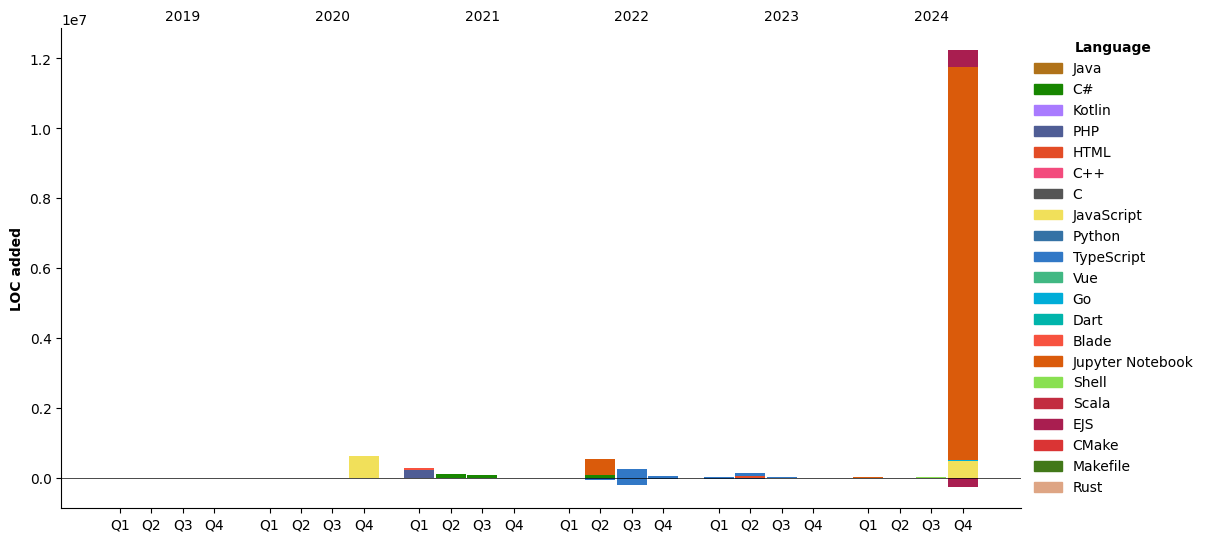 1e7
2019 2020 2021 2022 2023 2024
LOC added
1.2
1.0
0.8
0.6
0.4
0.2
0.0
Q1 Q2 Q3 Q4 Q1 Q2 Q3 Q4 Q1 Q2 Q3 Q4 Q1 Q2 Q3 Q4 Q1 Q2 Q3 Q4 Q1 Q2 Q3 Q4
Language
Java
C#
Kotlin
PHP
HTML
C++
C
JavaScript
Python
TypeScript
Vue
Go
Dart
Blade
Jupyter Notebook
Shell
Scala
EJS
CMake
Makefile
Rust